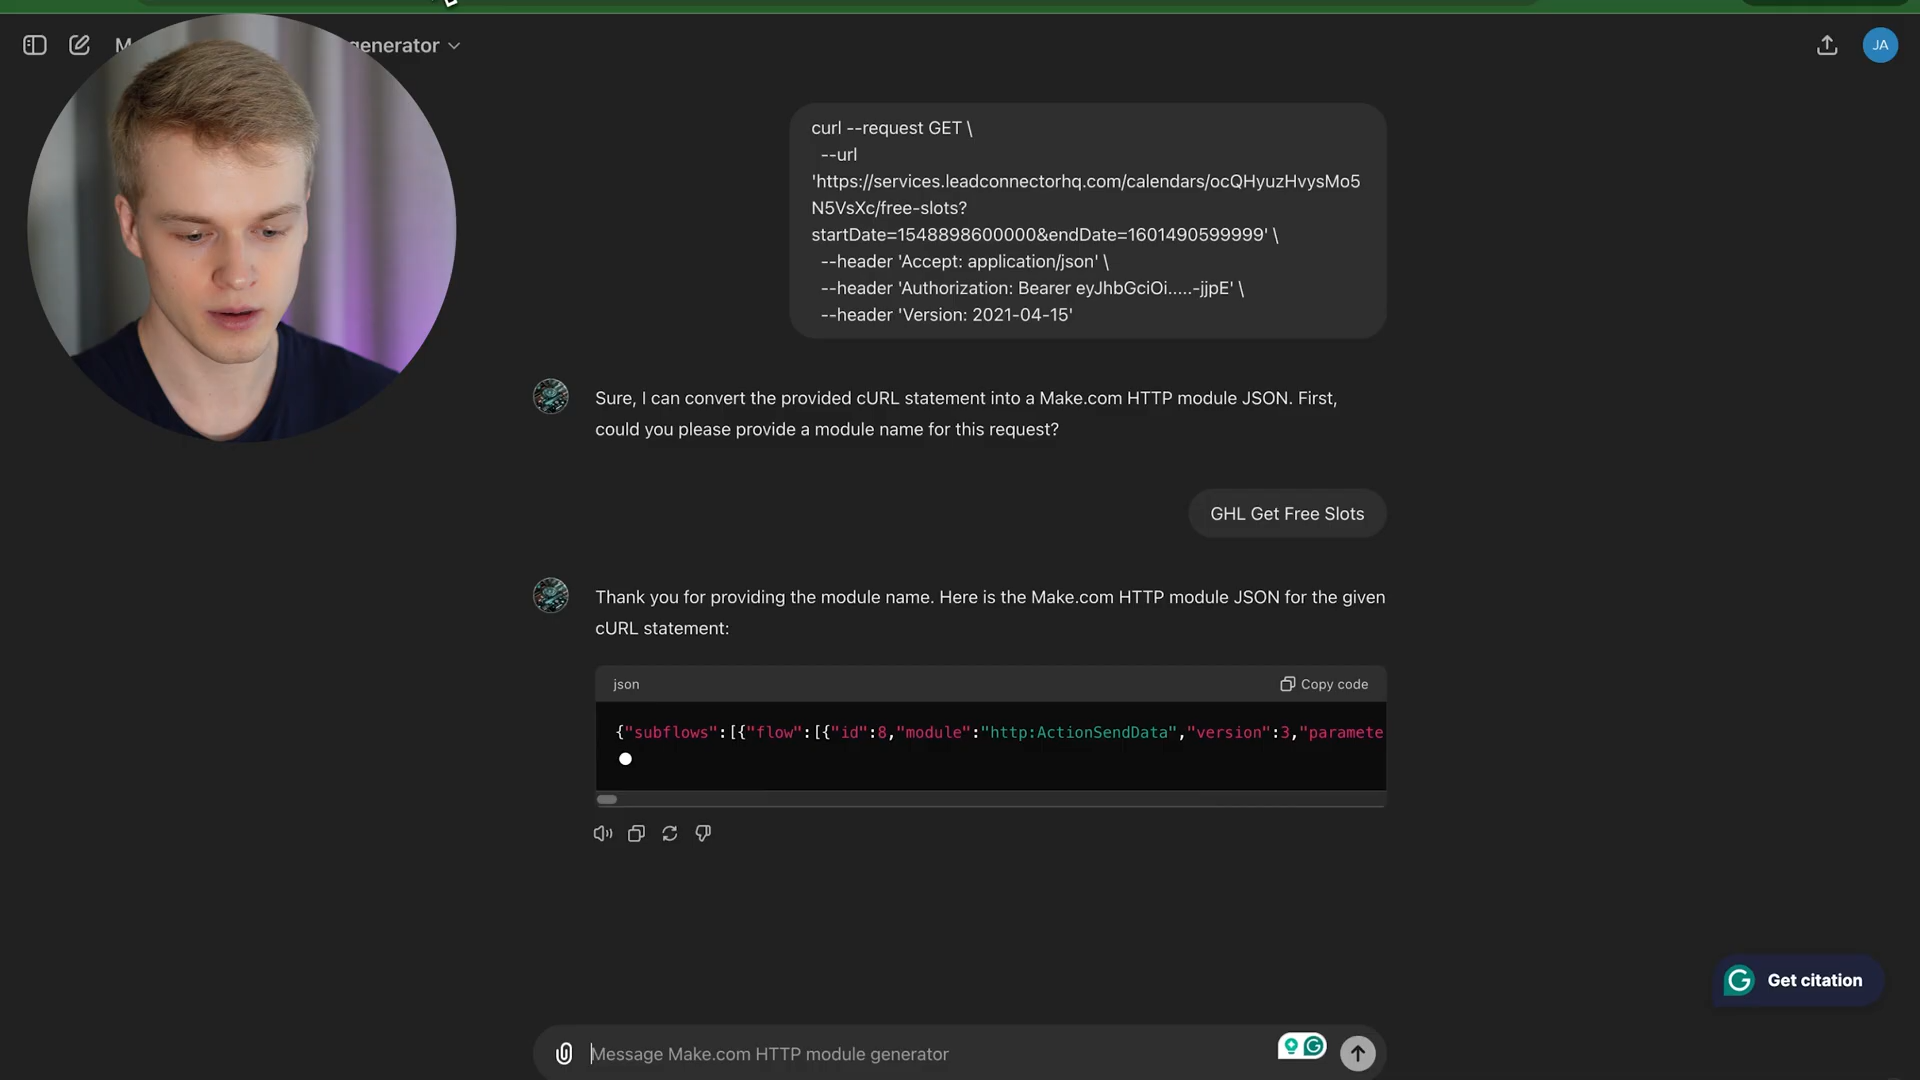 M
generator
JA
curl --request GET \
--url
'https://services.leadconnectorhq.com/calendars/ocQHyuzHvysMo5
N5VsXc/free-slots?
startDate=1548898600000&endDate=1601490599999' \
--header 'Accept: application/json' \
--header 'Authorization: Bearer eyJhbGciOi.....-jjpE' \
--header 'Version: 2021-04-15'
Sure, I can convert the provided cURL statement into a Make.com HTTP module JSON. First,
could you please provide a module name for this request?
GHL Get Free Slots
Thank you for providing the module name. Here is the Make.com HTTP module JSON for the given
cURL statement:
json
Copy code
{"subflows":[{"flow":[{"id":8,"module":"http:ActionSendData","version":3,"paramete
Get citation
Message Make.com HTTP module generator